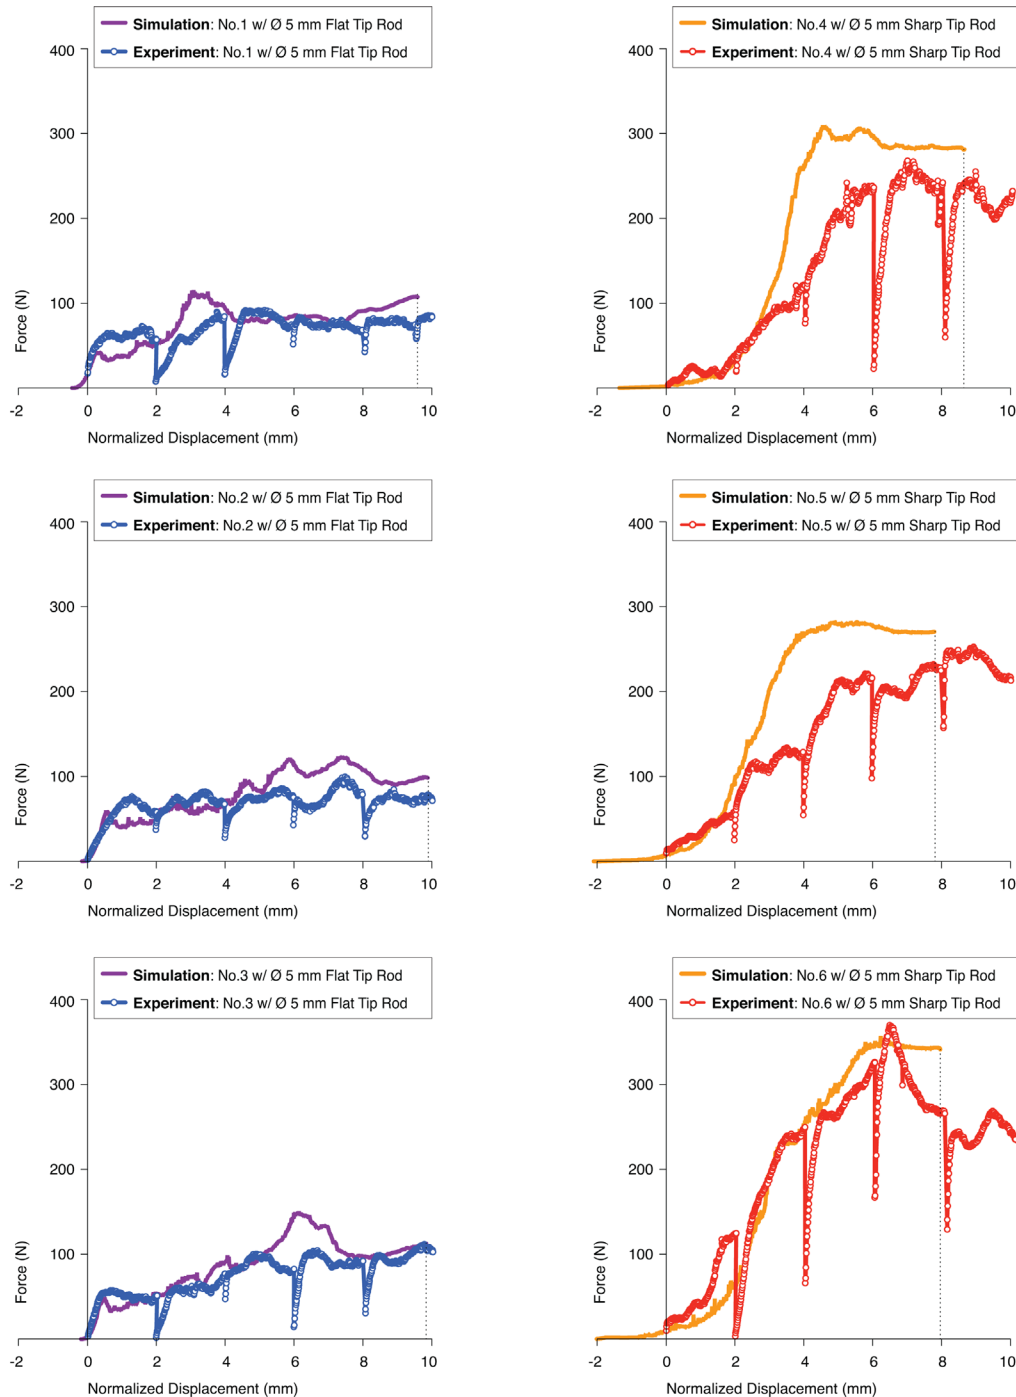 Simulation: No.1 w/ Ø 5 mm Flat Tip Rod
Experiment: No.1 w/ Ø 5 mm Flat Tip Rod
400
300
200
100
0
Force (N)
-2 0 2 4 6 8 10
Normalized Displacement (mm)
Simulation: No.4 w/ Ø 5 mm Sharp Tip Rod
Experiment: No.4 w/ Ø 5 mm Sharp Tip Rod
400
300
200
100
0
Force (N)
-2 0 2 4 6 8 10
Normalized Displacement (mm)
Simulation: No.2 w/ Ø 5 mm Flat Tip Rod
Experiment: No.2 w/ Ø 5 mm Flat Tip Rod
400
300
200
100
0
Force (N)
-2 0 2 4 6 8 10
Normalized Displacement (mm)
Simulation: No.5 w/ Ø 5 mm Sharp Tip Rod
Experiment: No.5 w/ Ø 5 mm Sharp Tip Rod
400
300
200
100
0
Force (N)
-2 0 2 4 6 8 10
Normalized Displacement (mm)
Simulation: No.3 w/ Ø 5 mm Flat Tip Rod
Experiment: No.3 w/ Ø 5 mm Flat Tip Rod
400
300
200
100
0
Force (N)
-2 0 2 4 6 8 10
Normalized Displacement (mm)
Simulation: No.6 w/ Ø 5 mm Sharp Tip Rod
Experiment: No.6 w/ Ø 5 mm Sharp Tip Rod
400
300
200
100
0
Force (N)
-2 0 2 4 6 8 10
Normalized Displacement (mm)